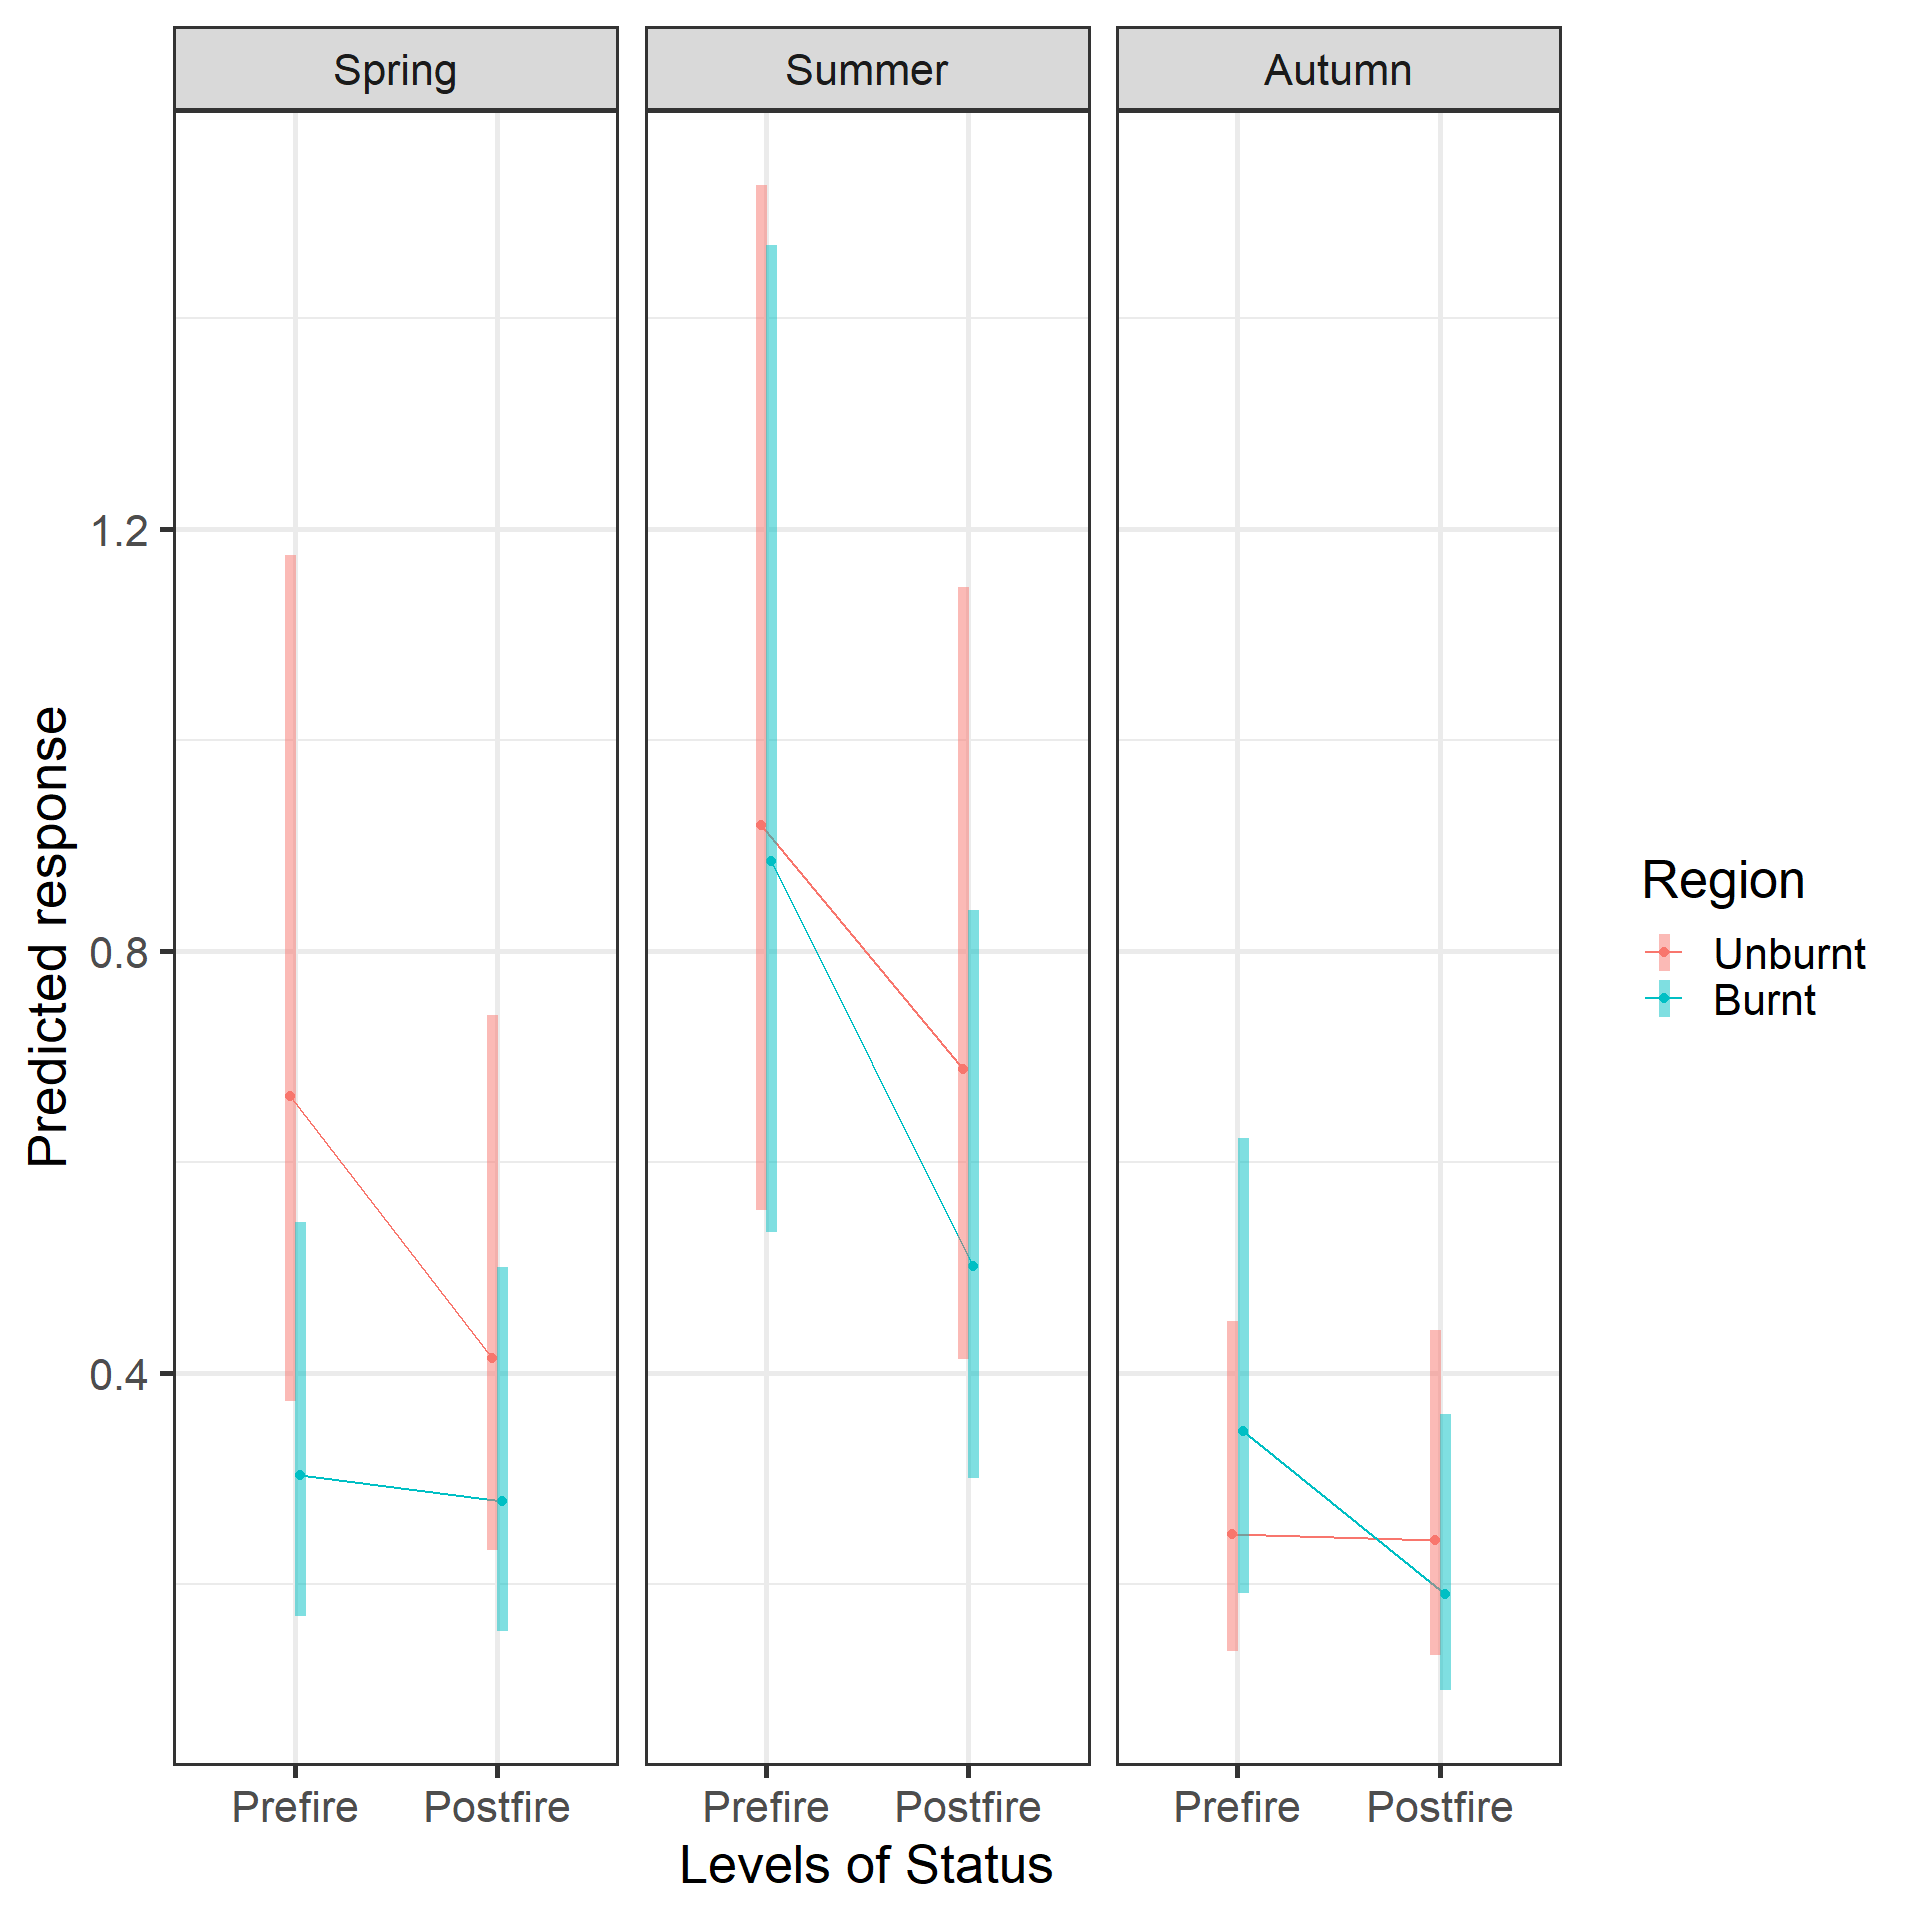 Spring
Summer
Autumn
Predicted response
1.2
0.8
0.4
Prefire Postfire
Prefire Postfire
Prefire Postfire
Levels of Status
Region
Unburnt
Burnt